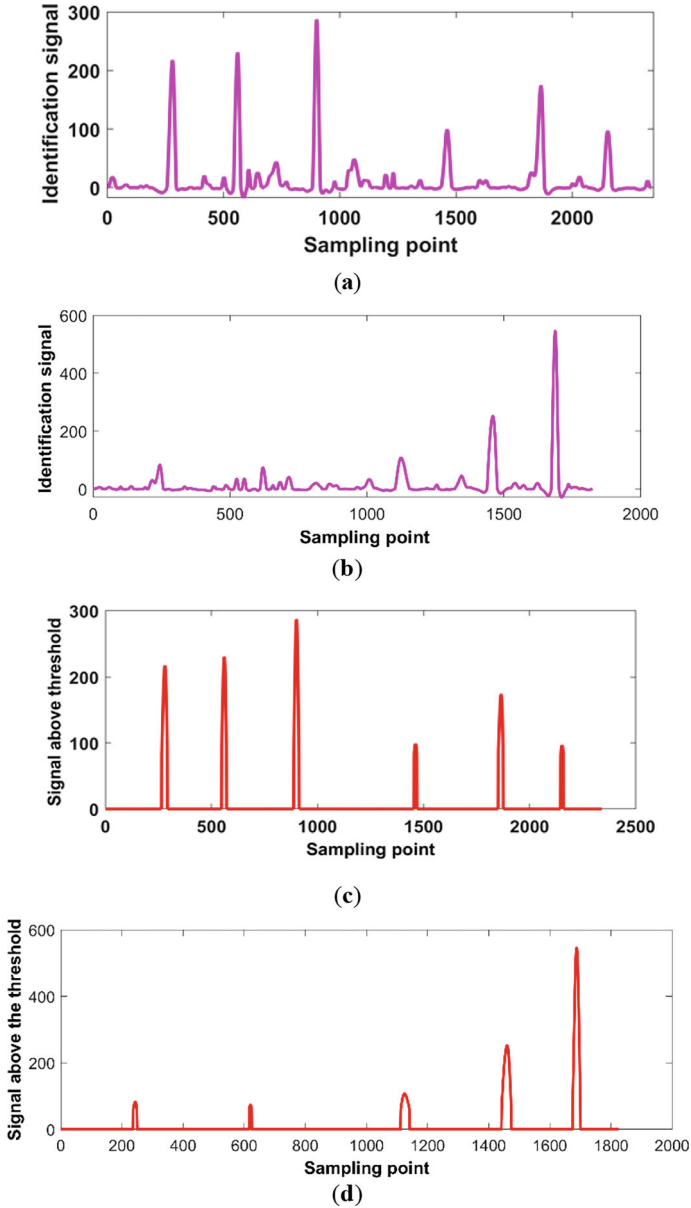 300
200
100
0
Identification signal
0 500 1000 1500 2000
Sampling point
(a)
600
400
200
0
Identification signal
0 500 1000 1500 2000
Sampling point
(b)
300
200
100
0
Signal above threshold
0 500 1000 1500 2000 2500
Sampling point
(c)
600
400
200
0
Signal above the threshold
0 200 400 600 800 1000 1200 1400 1600 1800 2000
Sampling point
(d)